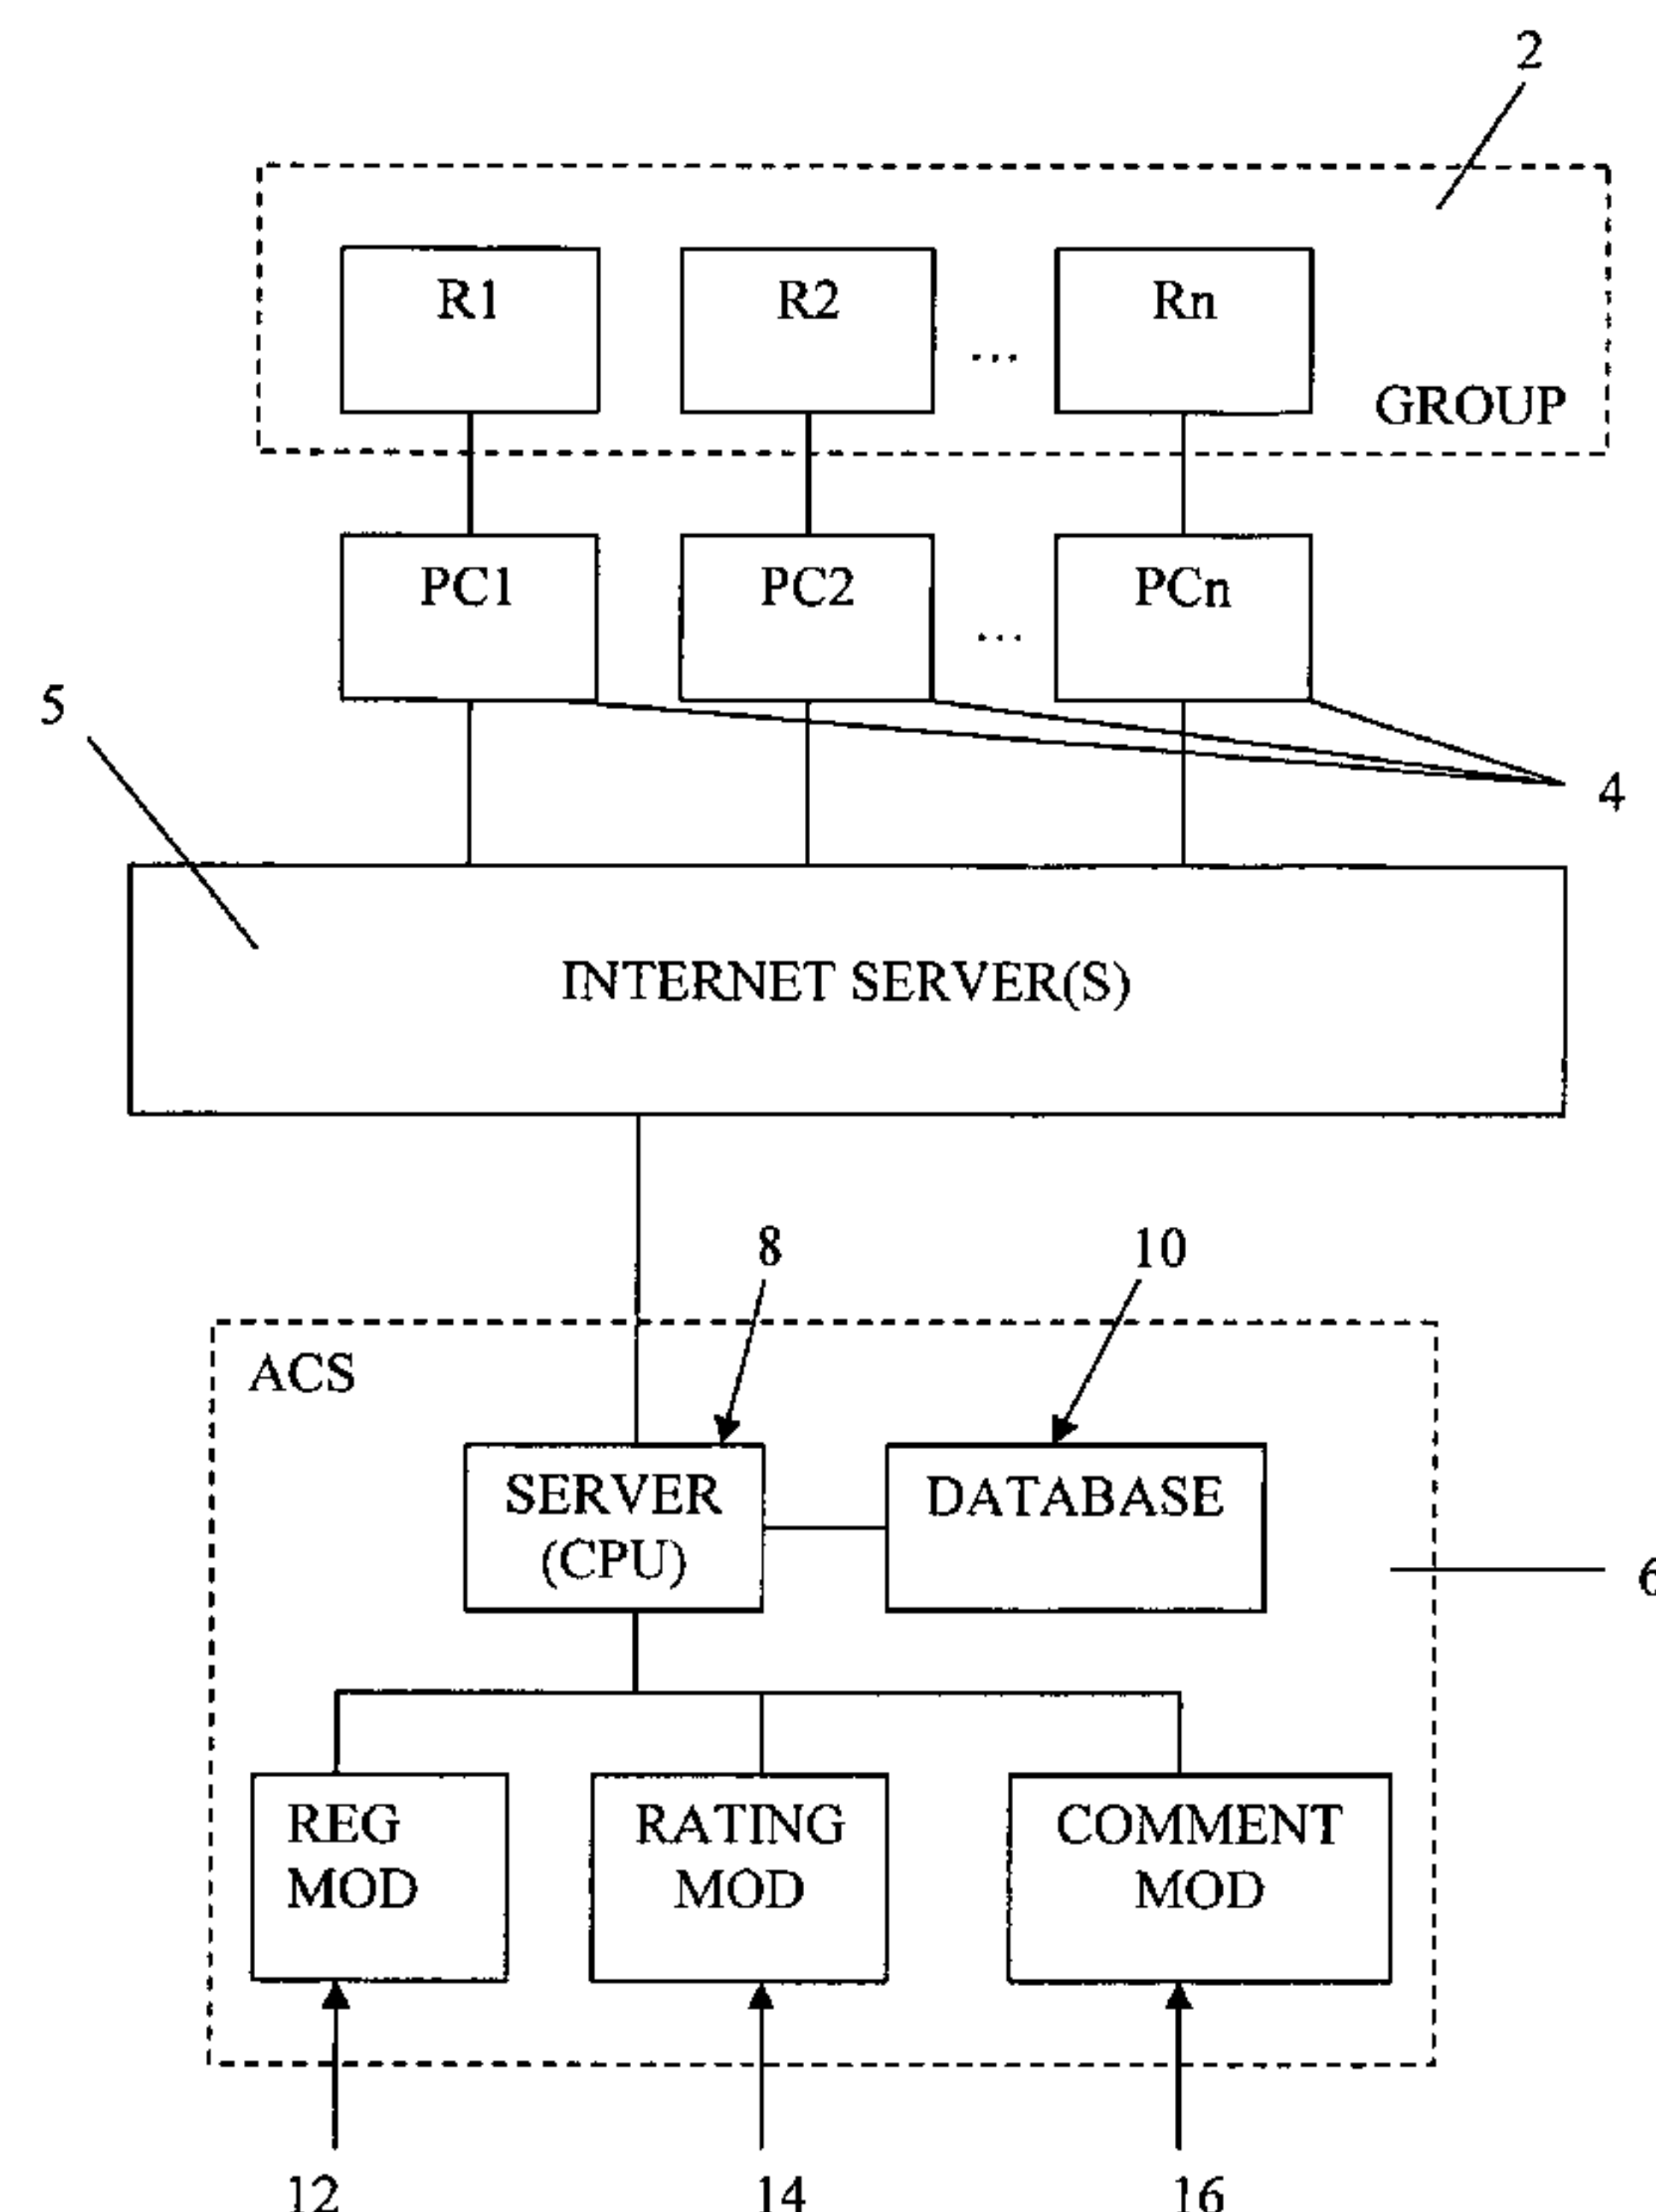 2
R1
R2
...
Rn
GROUP
PC1
PC2
...
PCn
5
4
INTERNET SERVER(S)
8
10
ACS
SERVER
(CPU)
DATABASE
6
REG
MOD
RATING
MOD
COMMENT
MOD
12
14
16